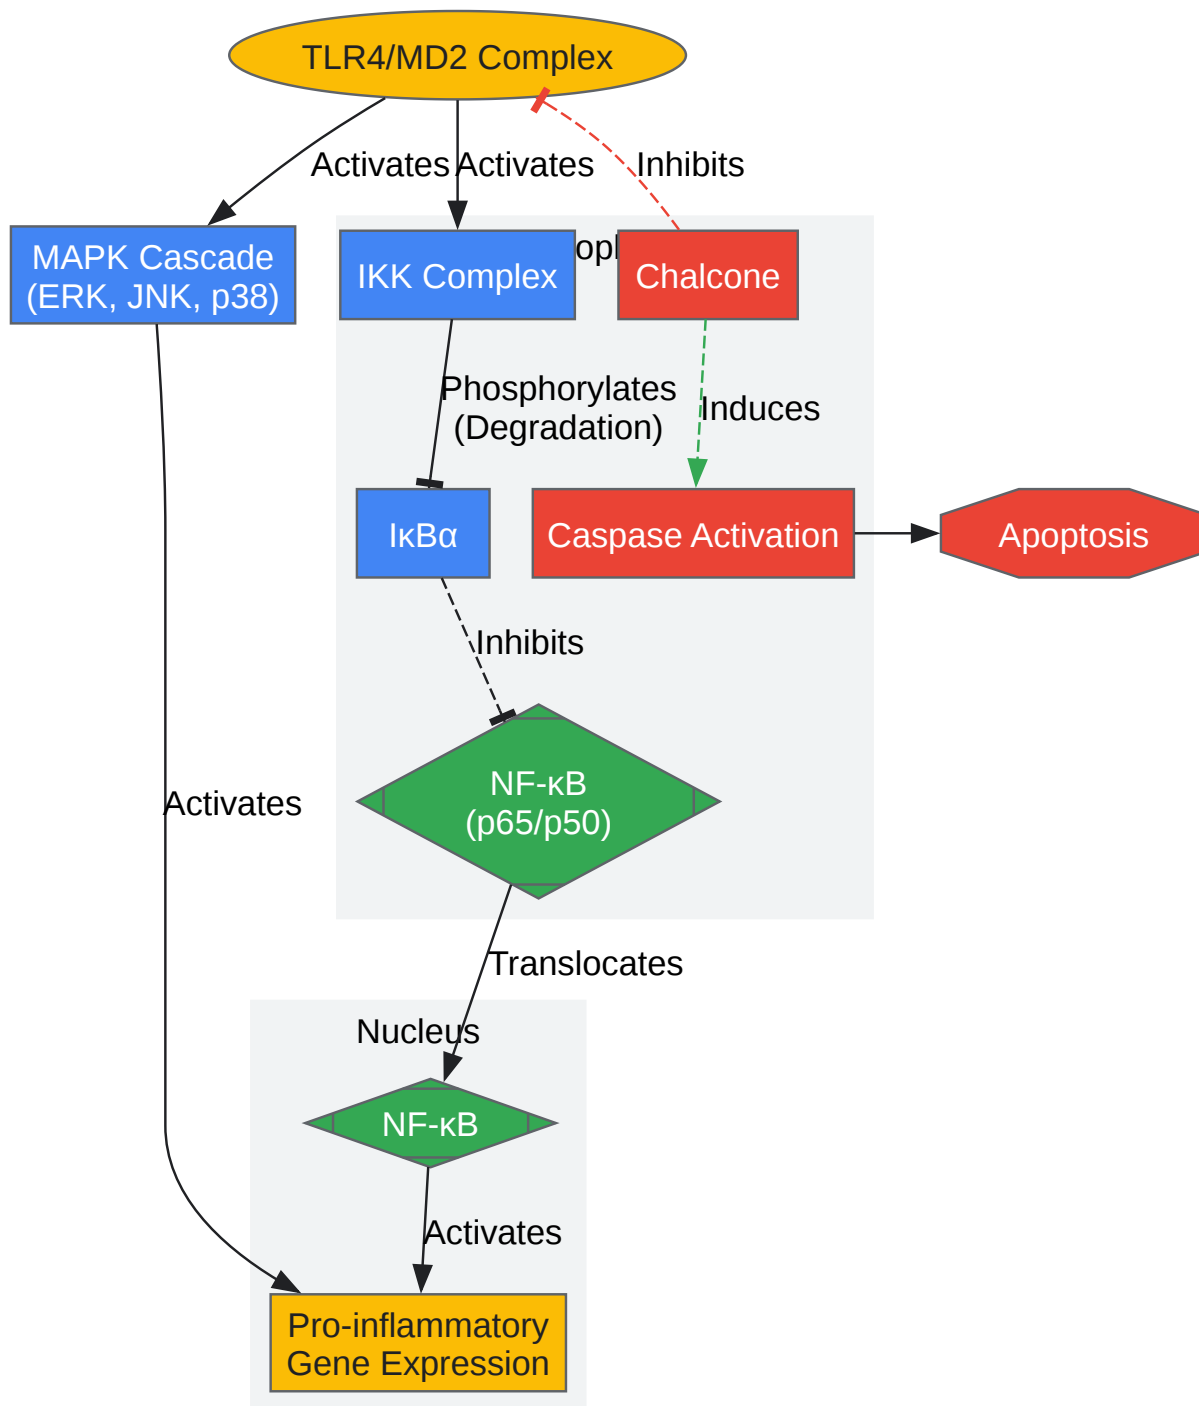 TLR4/MD2 Complex
Activates
Activates
Inhibits
MAPK Cascade
(ERK, JNK, p38)
IKK Complex
Chalcone
Phosphorylates
(Degradation)
Induces
IκBα
Caspase Activation
Apoptosis
Inhibits
NF-κB
(p65/p50)
Activates
Translocates
Nucleus
NF-κB
Activates
Pro-inflammatory
Gene Expression